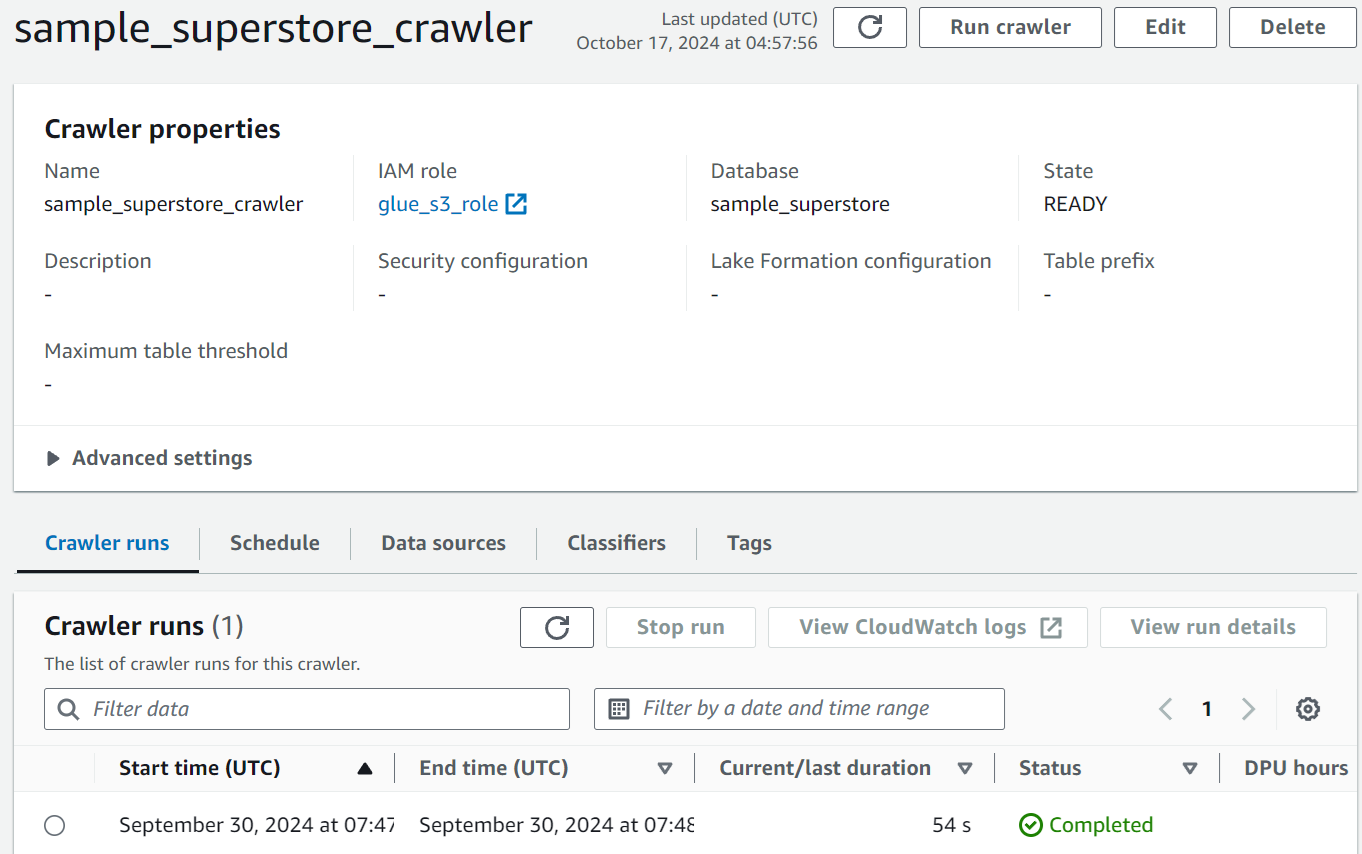 sample_superstore_crawler
Last updated (UTC)
October 17, 2024 at 04:57:56
Run crawler
Edit
Delete
Crawler properties
Name
sample_superstore_crawler
IAM role
glue_s3_role
Database
sample_superstore
State
READY
Description
-
Security configuration
-
Lake Formation configuration
-
Table prefix
-
Maximum table threshold
-
Advanced settings
Crawler runs
Schedule
Data sources
Classifiers
Tags
Crawler runs (1)
The list of crawler runs for this crawler.
Stop run
View CloudWatch logs
View run details
Filter data
Filter by a date and time range
1
Start time (UTC)
End time (UTC)
Current/last duration
Status
DPU hours
September 30, 2024 at 07:47
September 30, 2024 at 07:48
54 s
Completed